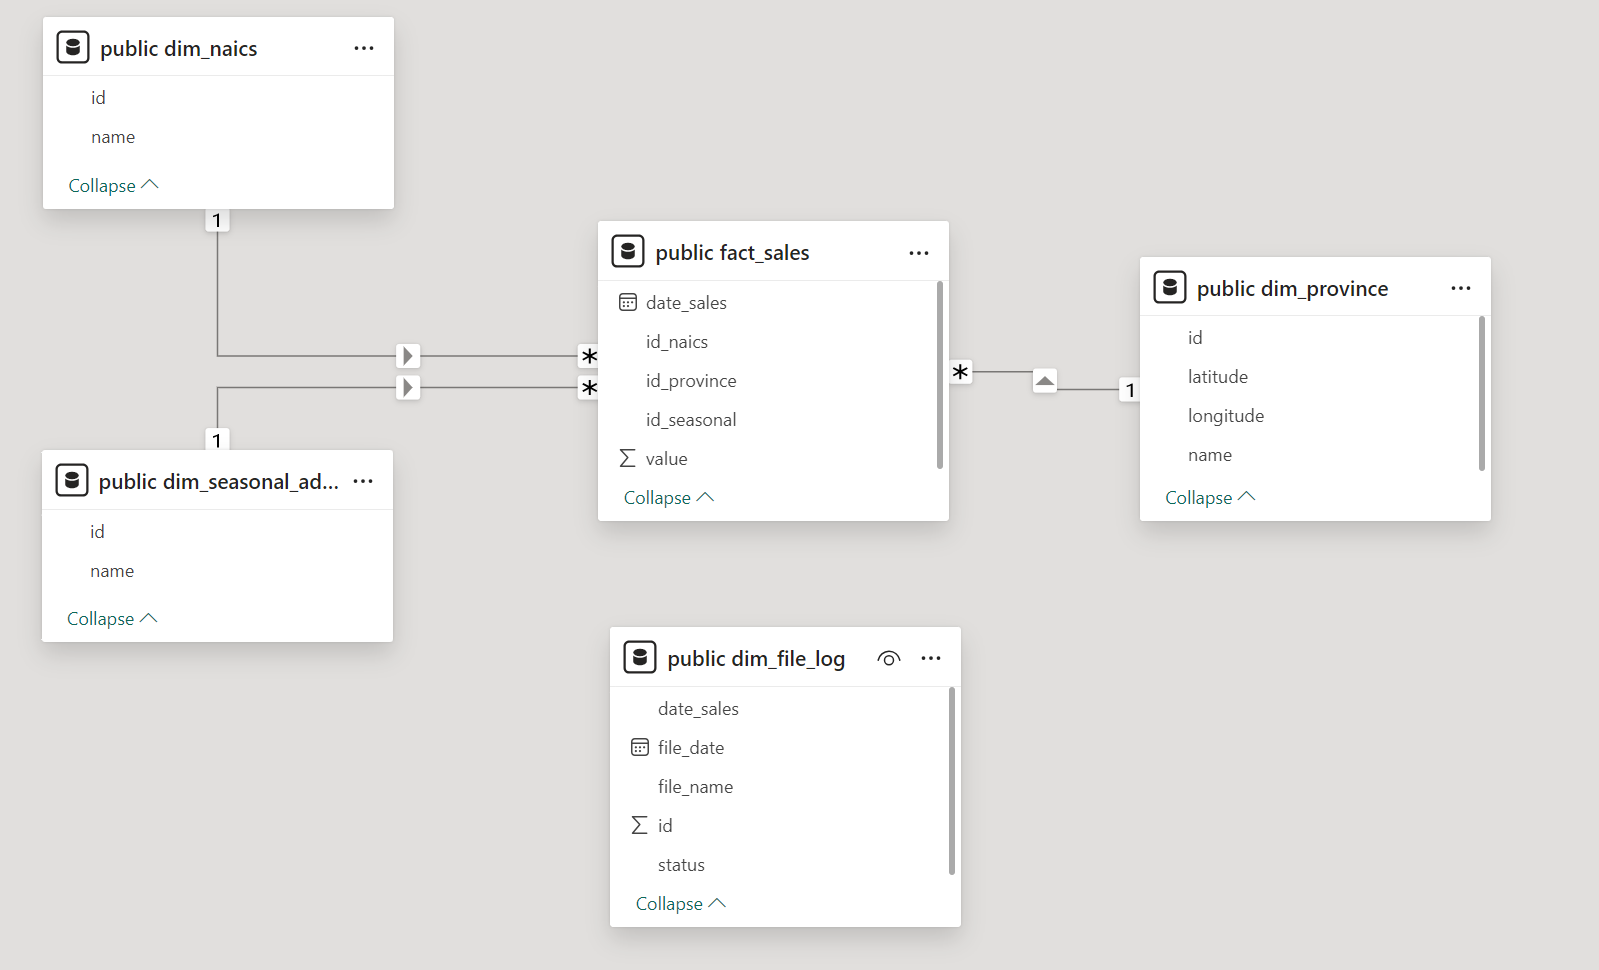 public dim_naics
id
name
Collapse
1
public dim_seasonal_ad...
1
id
name
Collapse
public fact_sales
date_sales
id_naics
id_province
id_seasonal
value
Collapse
*
*
*
1
public dim_province
id
latitude
longitude
name
Collapse
public dim_file_log
date_sales
file_date
file_name
id
status
Collapse